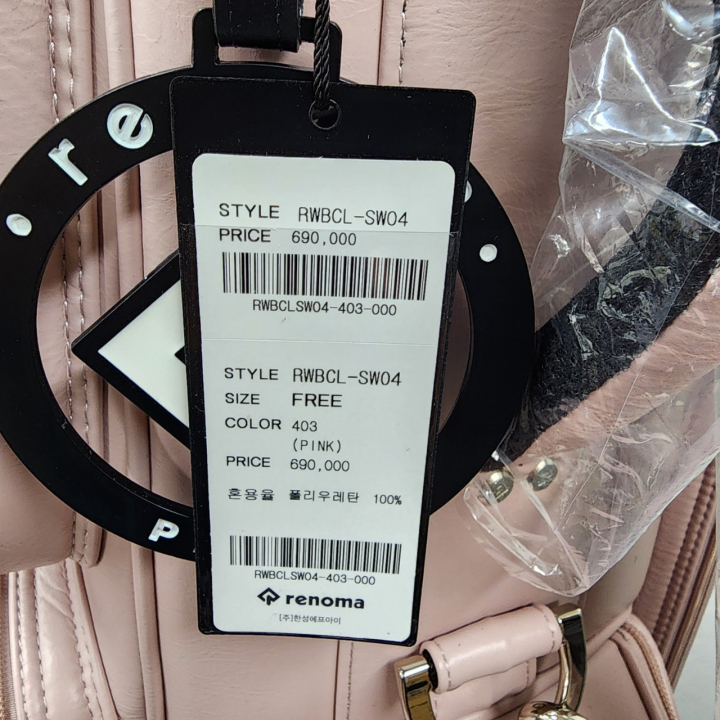 re
STYLE RWBCL-SW04
PRICE 690,000
RWBCLSW04-403-000
STYLE RWBCL-SW04
SIZE FREE
COLOR 403
(PINK)
PRICE 690,000
혼용율 폴리우레탄 100%
RWBCLSW04-403-000
renoma
[주]한성에프아이
P